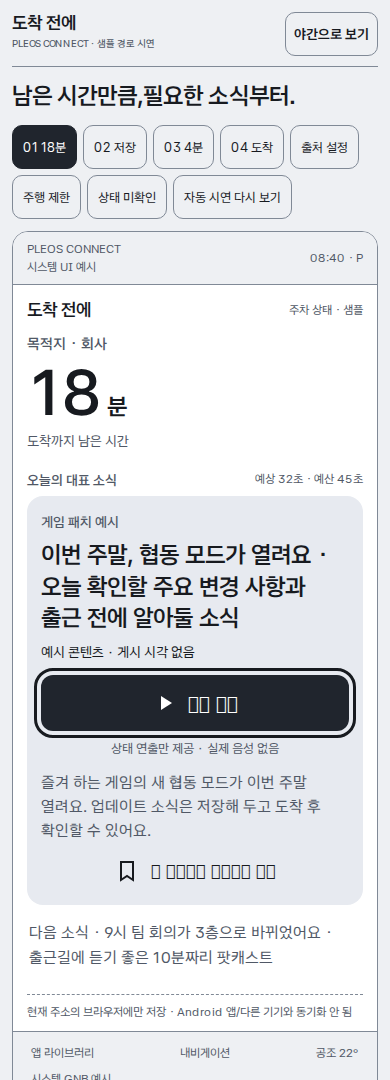 도착 전에
PLEOS CONNECT · 샘플 경로 시연
야간으로 보기
남은 시간만큼,필요한 소식부터.
01 18분
02 저장
03 4분
04 도착
출처 설정
주행 제한
상태 미확인
자동 시연 다시 보기
PLEOS CONNECT
시스템 UI 예시
08:40 · P
도착 전에
주차 상태 · 샘플
목적지 · 회사
18 분
도착까지 남은 시간
오늘의 대표 소식
예상 32초 · 예산 45초
게임 패치 예시
이번 주말, 협동 모드가 열려요 ·
오늘 확인할 주요 변경 사항과
출근 전에 알아둘 소식
예시 콘텐츠 · 게시 시각 없음
상태 연출만 제공 · 실제 음성 없음
즐겨 하는 게임의 새 협동 모드가 이번 주말
열려요. 업데이트 소식은 저장해 두고 도착 후
확인할 수 있어요.
다음 소식 · 9시 팀 회의가 3층으로 바뀌었어요 ·
출근길에 듣기 좋은 10분짜리 팟캐스트
현재 주소의 브라우저에만 저장 · Android 앱/다른 기기와 동기화 안 됨
앱 라이브러리
내비게이션
공조 22°
시스템 GNB 예시